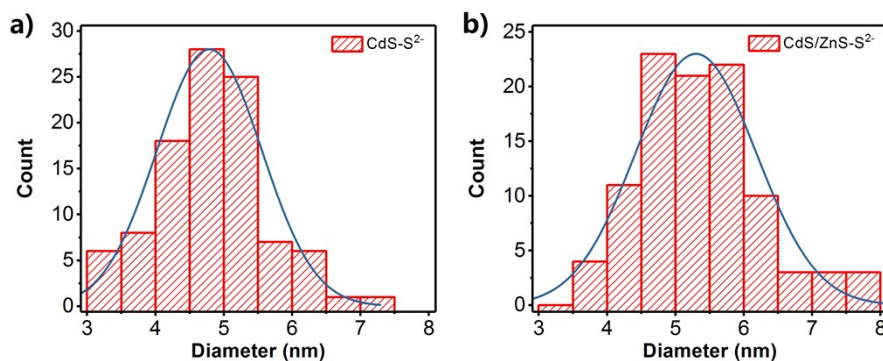 a)
30
25
20
15
10
5
0
Count
CdS-S²⁻
3 4 5 6 7 8
Diameter (nm)
b)
25
20
15
10
5
0
Count
CdS/ZnS-S²⁻
3 4 5 6 7 8
Diameter (nm)